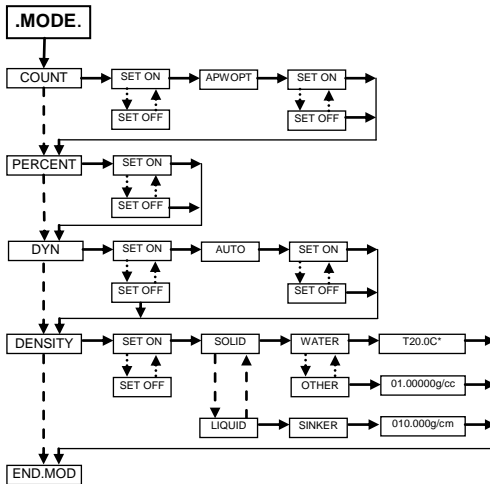 .MODE.
COUNT SET ON APWOPT SET ON
SET OFF SET OFF
PERCENT SET ON
SET OFF
DYN SET ON AUTO SET ON
SET OFF SET OFF
DENSITY SET ON SOLID WATER T20.0C*
SET OFF OTHER 01.00000g/cc
LIQUID SINKER 010.000g/cm
END.MOD